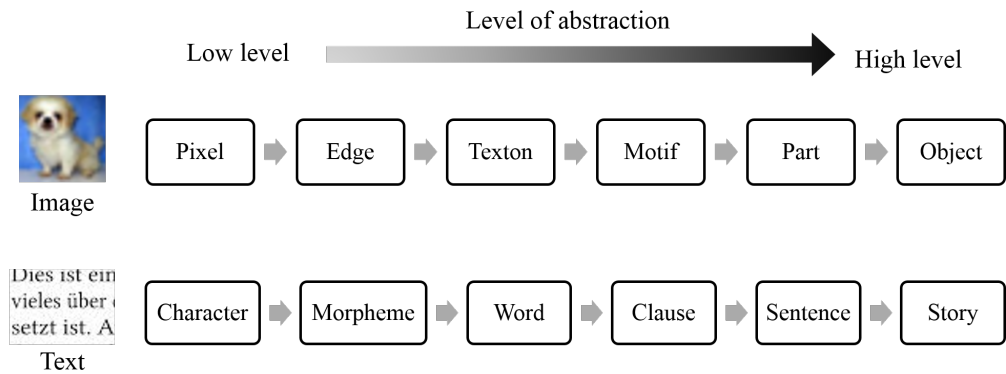 Level of abstraction
Low level
High level
Pixel
Edge
Texton
Motif
Part
Object
Image
Dies ist ein
vieles über
setzt ist. A
Character
Morpheme
Word
Clause
Sentence
Story
Text